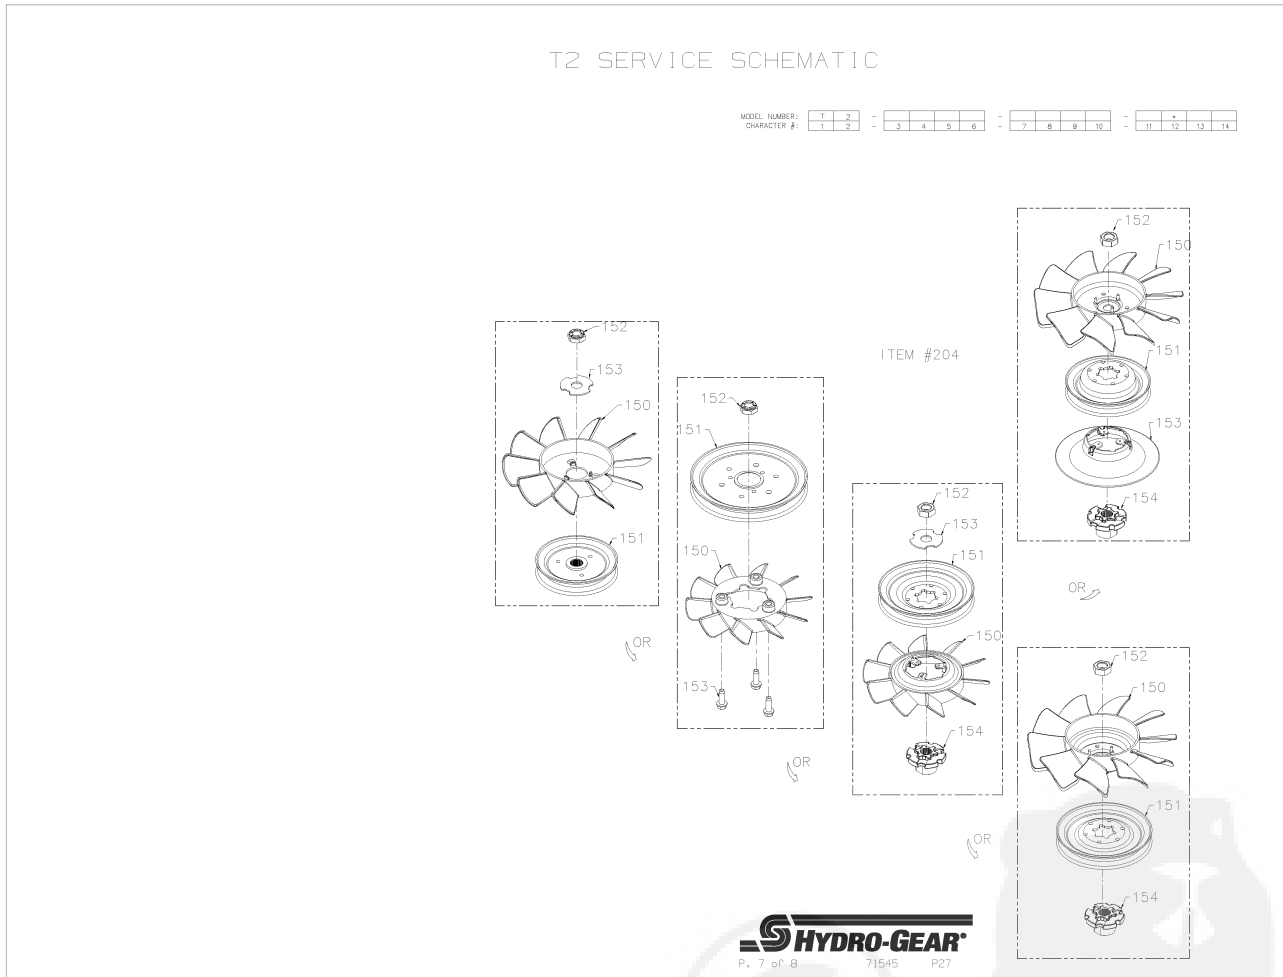 T2 SERVICE SCHEMATIC
MODEL NUMBER: T 2 - - - *
CHARACTER #: 1 2 - 3 4 5 6 - 7 8 9 10 - 11 12 13 14
152
150
151
153
154
ITEM #204
152
153
150
151
OR
152
151
150
153
OR
152
153
151
150
154
OR
OR
152
150
151
154
HYDRO-GEAR®
P. 7 of 8 71545 P27